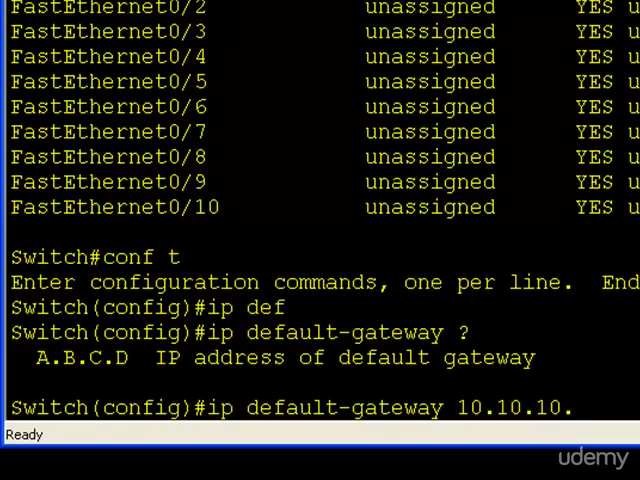 FastEthernet0/2 unassigned YES u
FastEthernet0/3 unassigned YES u
FastEthernet0/4 unassigned YES u
FastEthernet0/5 unassigned YES u
FastEthernet0/6 unassigned YES u
FastEthernet0/7 unassigned YES u
FastEthernet0/8 unassigned YES u
FastEthernet0/9 unassigned YES u
FastEthernet0/10 unassigned YES u
Switch#conf t
Enter configuration commands, one per line. End
Switch(config)#ip def
Switch(config)#ip default-gateway ?
A.B.C.D IP address of default gateway
Switch(config)#ip default-gateway 10.10.10.
Ready
udemy